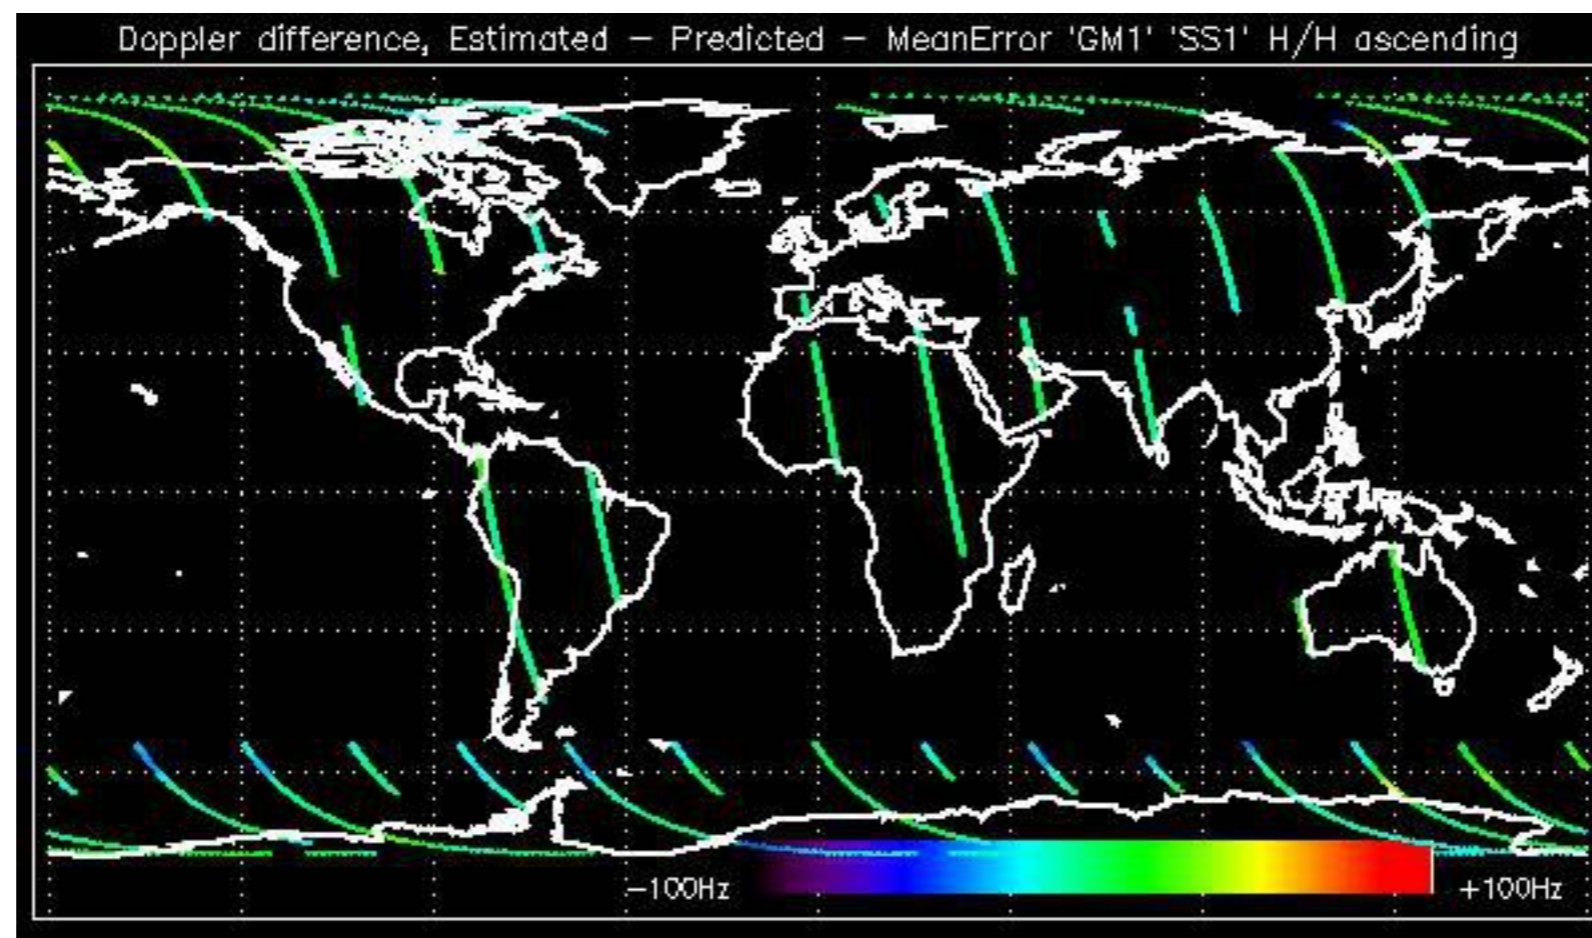 Doppler difference, Estimated − Predicted − MeanError 'GM1' 'SS1' H/H ascending
−100Hz
+100Hz